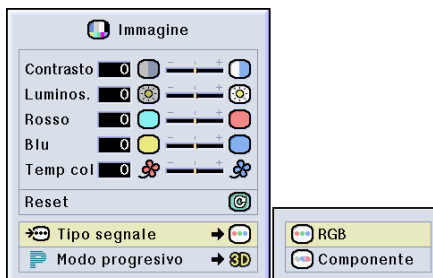 Immagine
Contrasto 0
Luminos. 0
Rosso 0
Blu 0
Temp col 0
Reset
Tipo segnale
Modo progresivo 3D
RGB
Componente